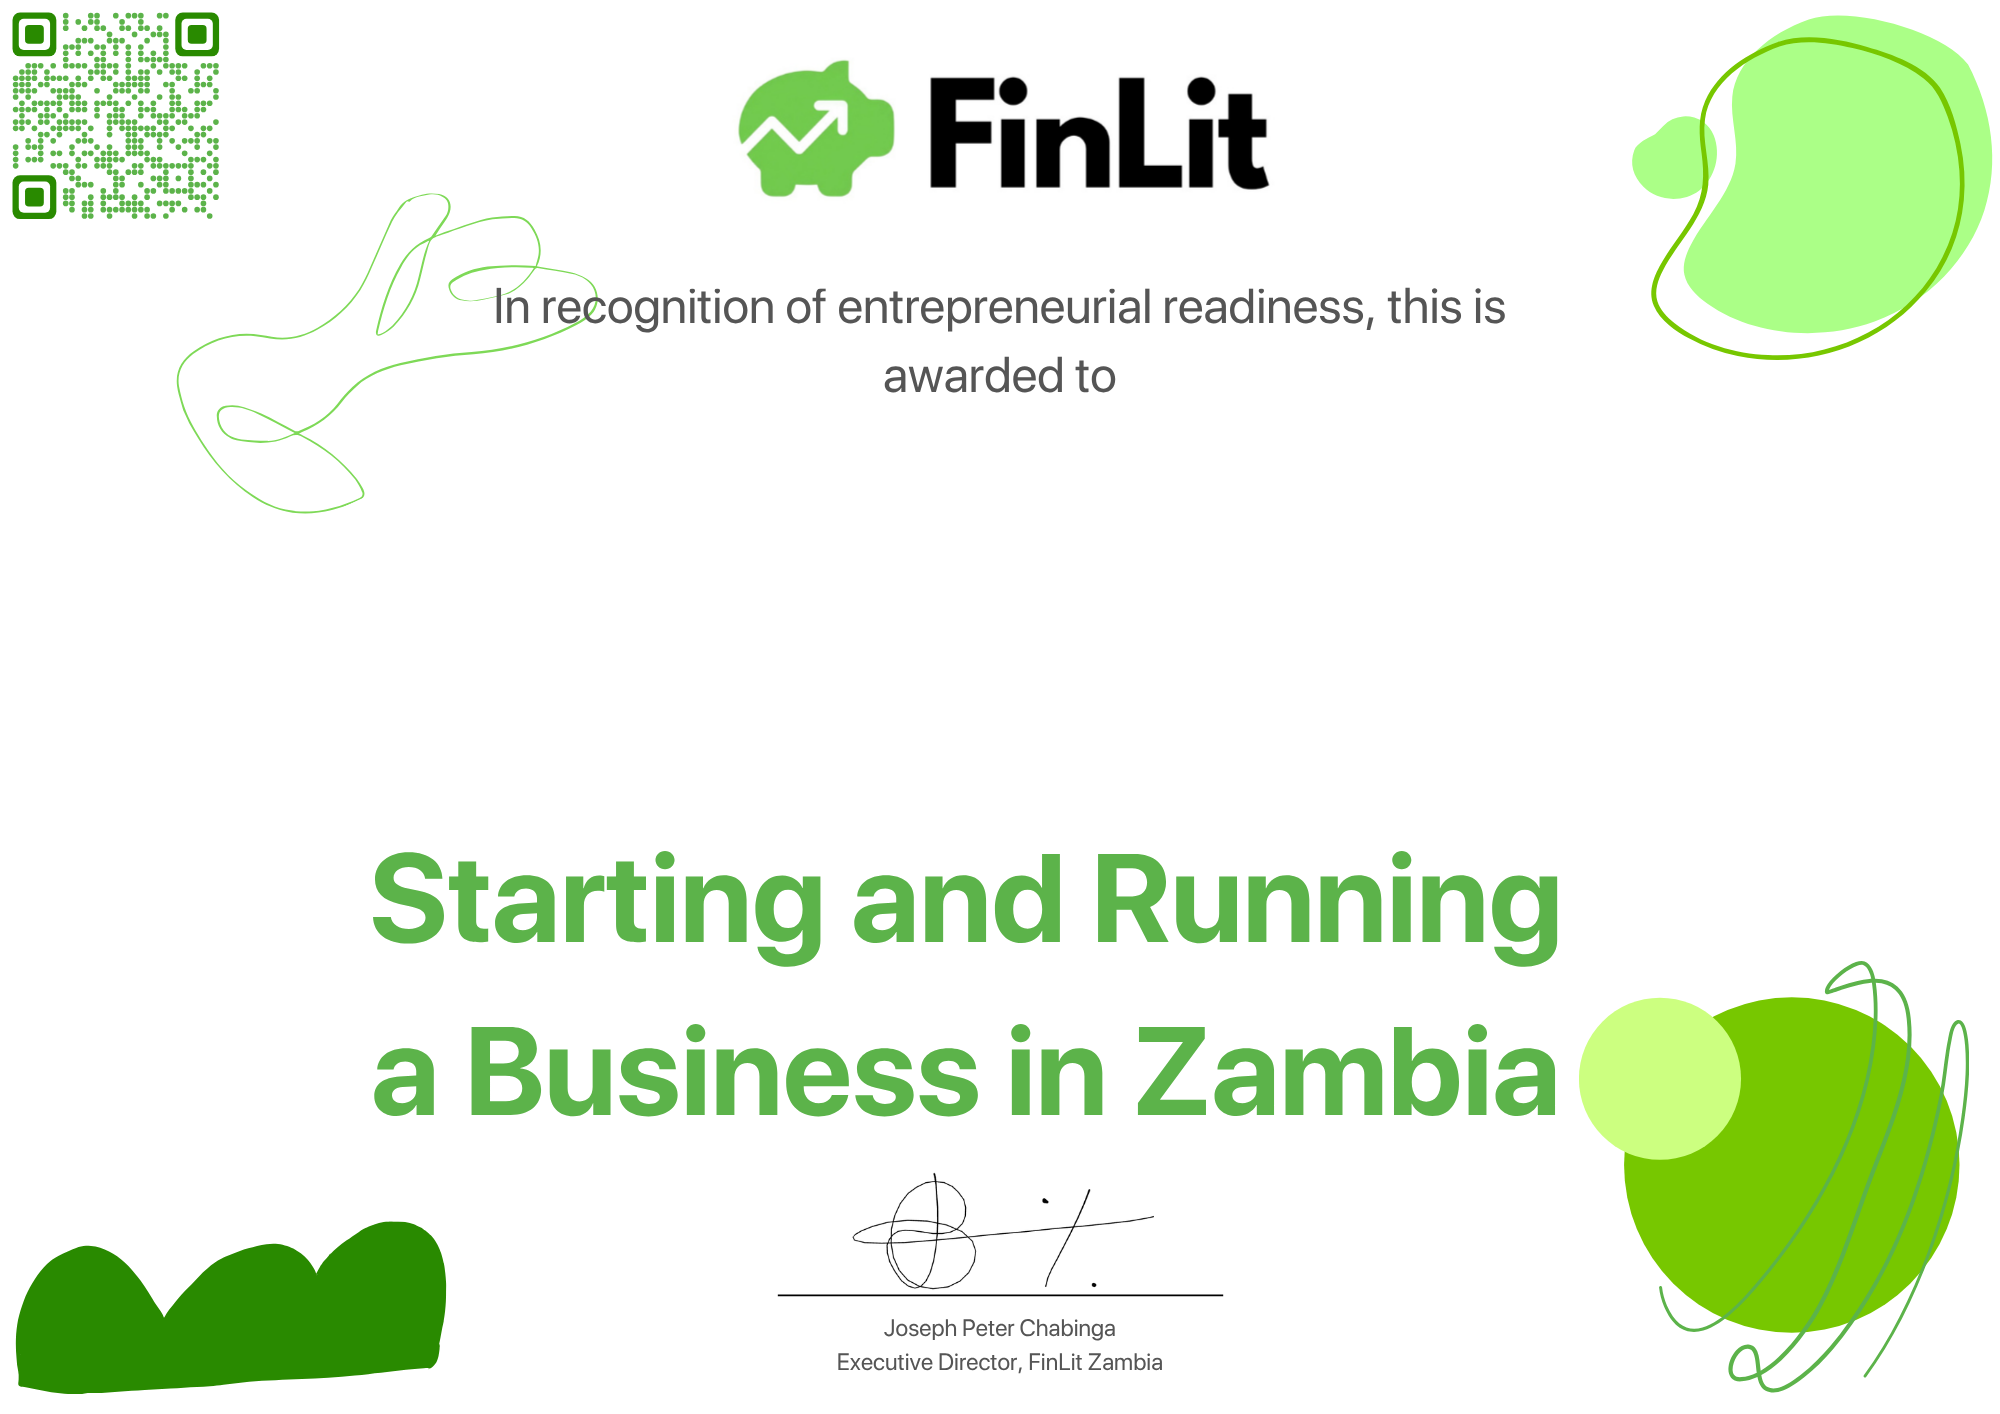 FinLit
In recognition of entrepreneurial readiness, this is
awarded to
Starting and Running
a Business in Zambia
Joseph Peter Chabinga
Executive Director, FinLit Zambia